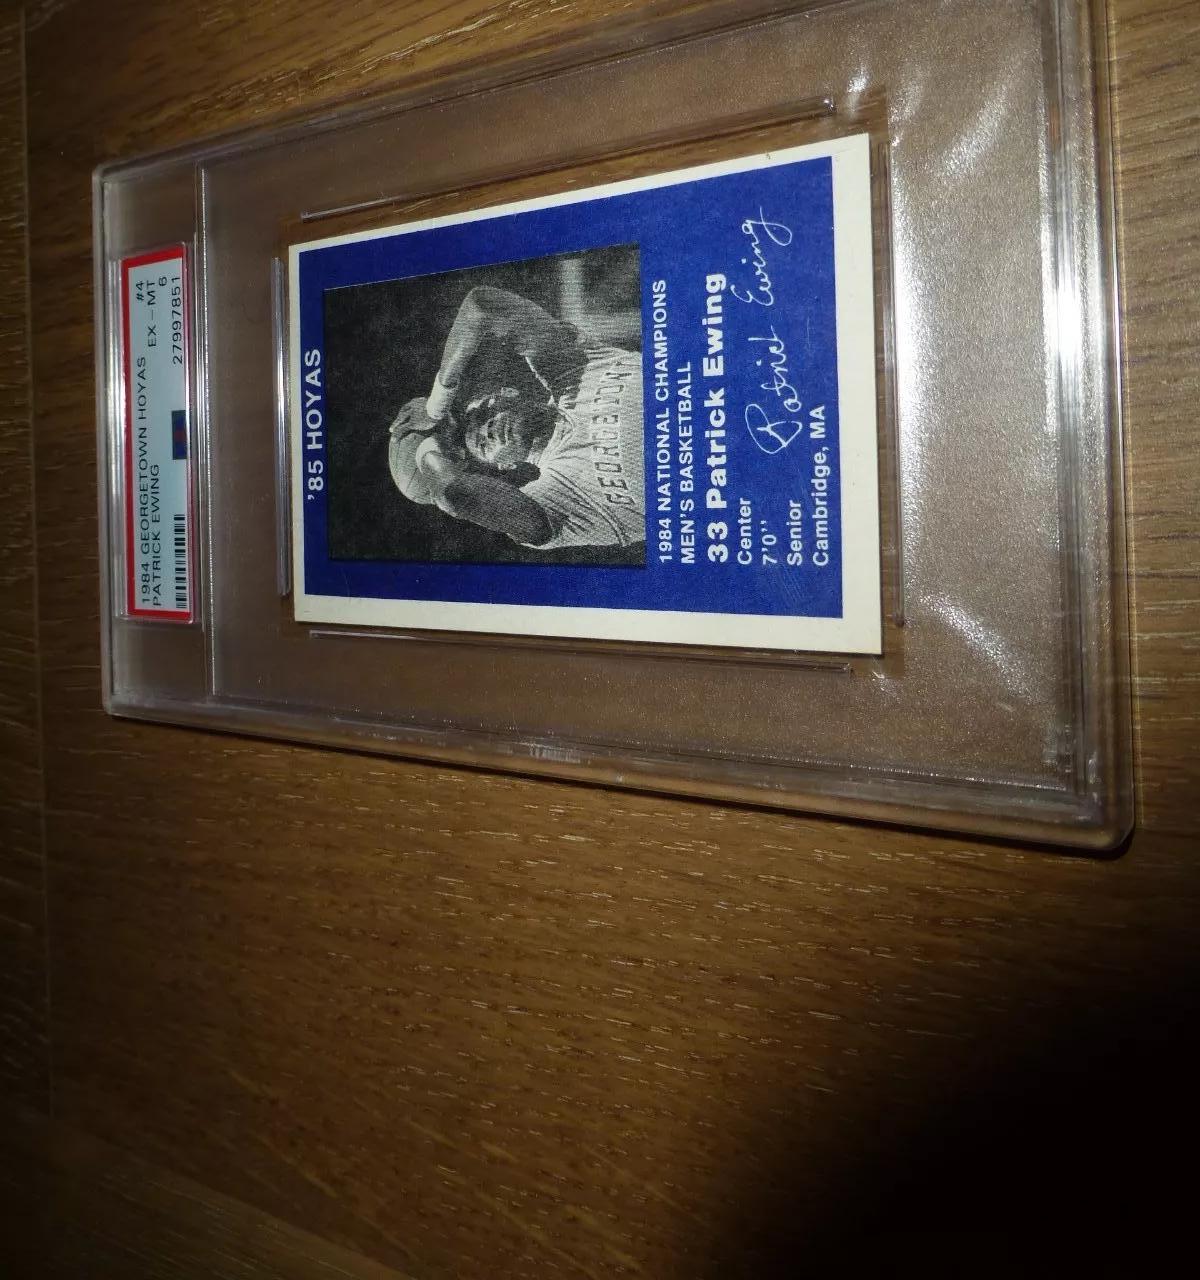 1984 GEORGETOWN HOYAS #4
PATRICK EWING EX - MT
6
27997851
'85 HOYAS
GEORGETOWN
1984 NATIONAL CHAMPIONS
MEN'S BASKETBALL
33 Patrick Ewing
Center
7'0"
Senior
Cambridge, MA
Patrick Ewing